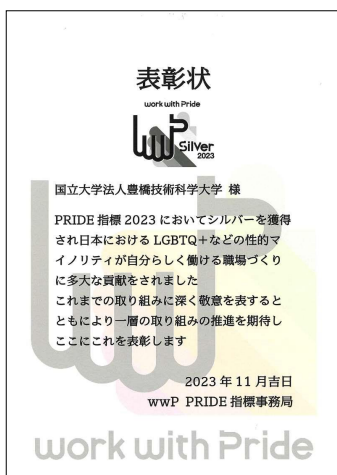 表彰状
work with Pride
wwP
Silver
2023
国立大学法人豊橋技術科学大学 様
PRIDE 指標 2023 においてシルバーを獲得
され日本における LGBTQ+などの性的マ
イノリティが自分らしく働ける職場づくり
に多大な貢献をされました
これまでの取り組みに深く敬意を表すると
ともにより一層の取り組みの推進を期待し
ここにこれを表彰します
2023 年 11 月吉日
wwP PRIDE 指標事務局
work with Pride